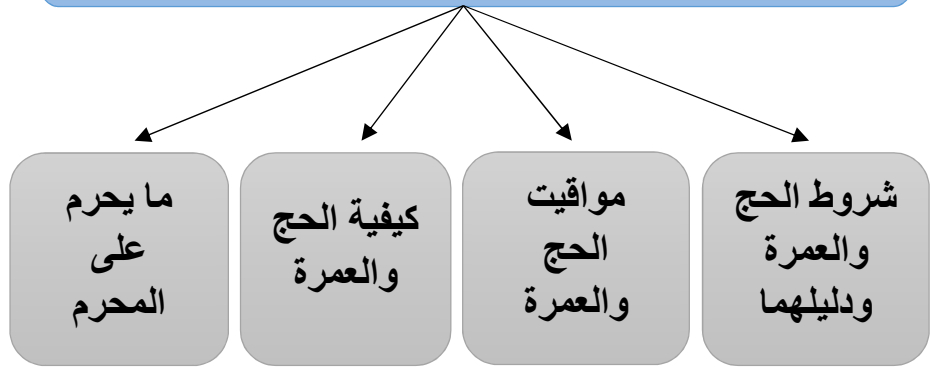 شروط الحج
والعمرة
ودليلهما
مواقيت
الحج
والعمرة
كيفية الحج
والعمرة
ما يحرم
على
المحرم